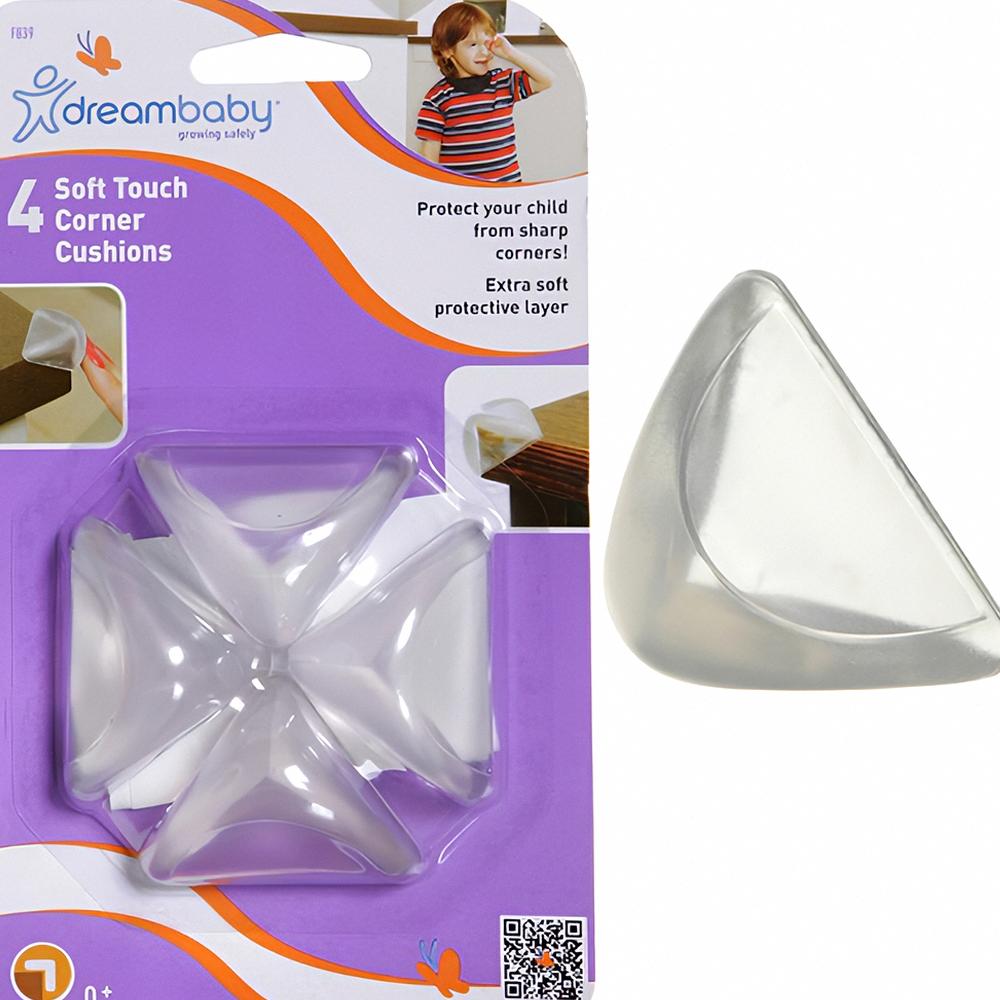 F839
dreambaby
growing safely
4
Soft Touch
Corner
Cushions
Protect your child
from sharp
corners!
Extra soft
protective layer
0+